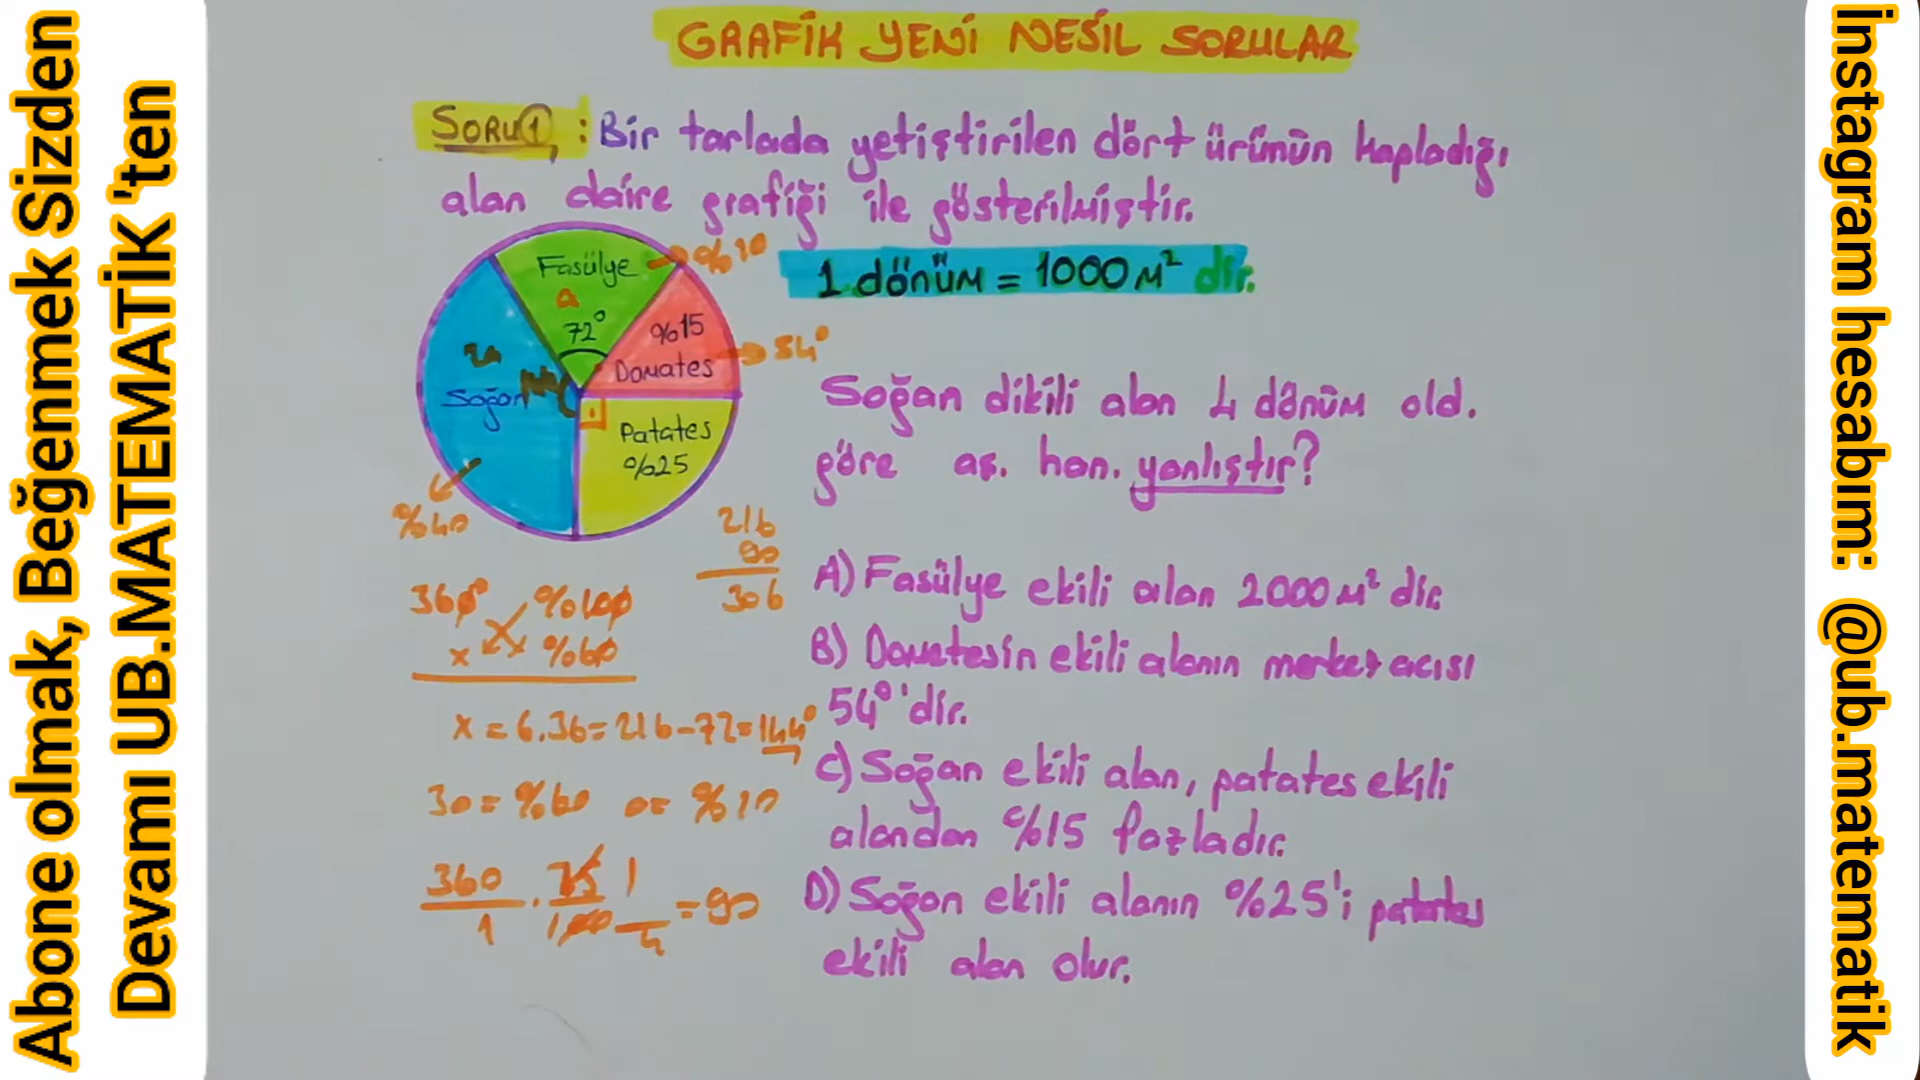 Abone olmak, Beğenmek Sizden
Devamı UB.MATEMATİK'ten
GRAFİK YENİ NESİL SORULAR
SORU 1 : Bir tarlada yetiştirilen dört ürünün kapladığı
alan daire grafiği ile gösterilmiştir.
1 dönüm = 1000 M² dir.
Fasülye
a
72°
%15
Domates
54°
Soğan
Patates
%25
%40
Soğan dikili alan 4 dönüm old.
göre aş. han. yanlıştır?
216
90
306
360° %100
x %60
x = 6.36 = 216 - 72 = 144°
= %60
360 / 1 . 25 / 100 1 / 4 = 90
A) Fasülye ekili alan 2000 M² dir.
B) Domatesin ekili alanın merkez açısı
54°'dir.
C) Soğan ekili alan, patates ekili
alandan %15 fazladır.
D) Soğan ekili alanın %25'i patates
ekili alan olur.
İnstagram hesabım: @ub.matematik